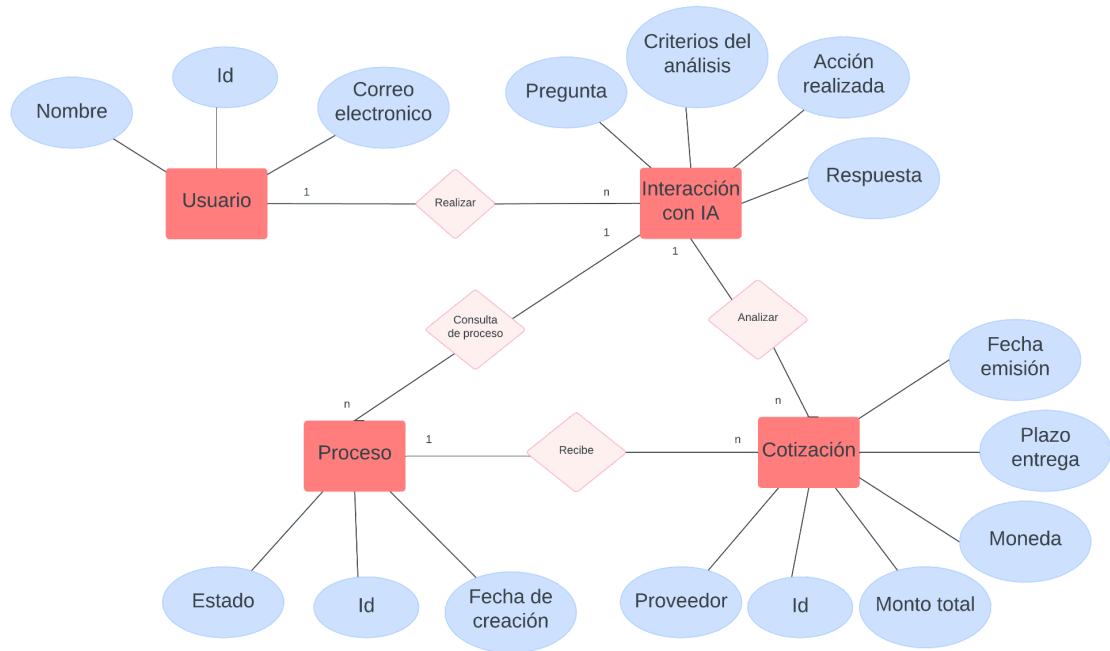 Criterios del
análisis
Acción
realizada
Id
Pregunta
Correo
electronico
Nombre
Respuesta
Usuario
1
Realizar
n
Interacción
con IA
1
1
Consulta
de proceso
Analizar
Fecha
emisión
n
n
Proceso
1
Recibe
n
Cotización
Plazo
entrega
Moneda
Estado
Id
Fecha de
creación
Proveedor
Id
Monto total